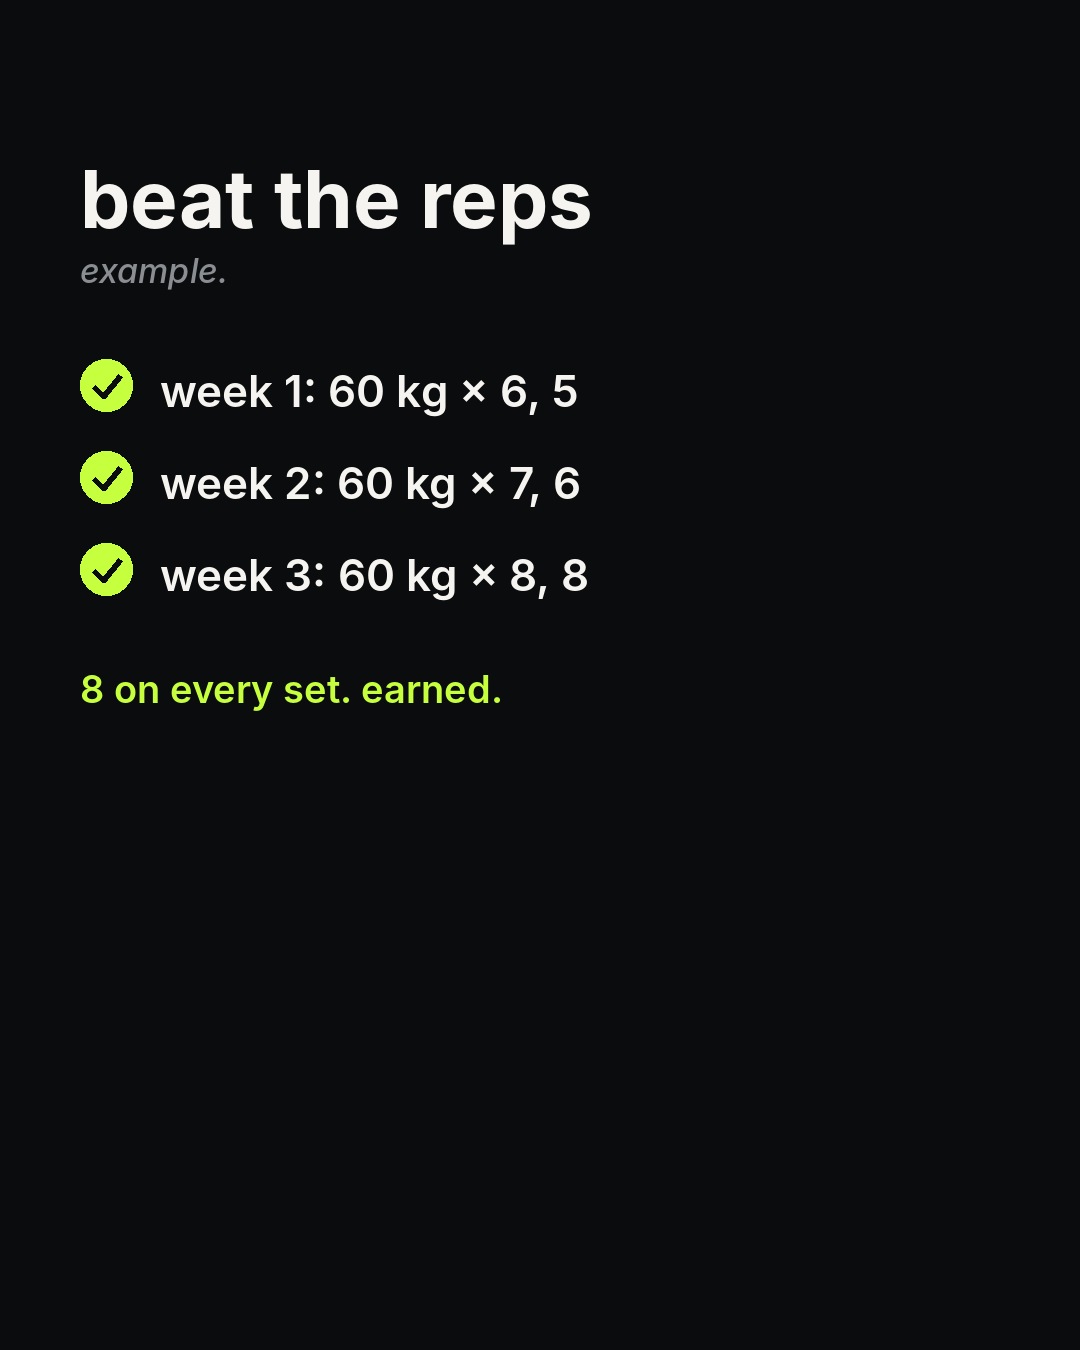 beat the reps
example.
week 1: 60 kg × 6, 5
week 2: 60 kg × 7, 6
week 3: 60 kg × 8, 8
8 on every set. earned.